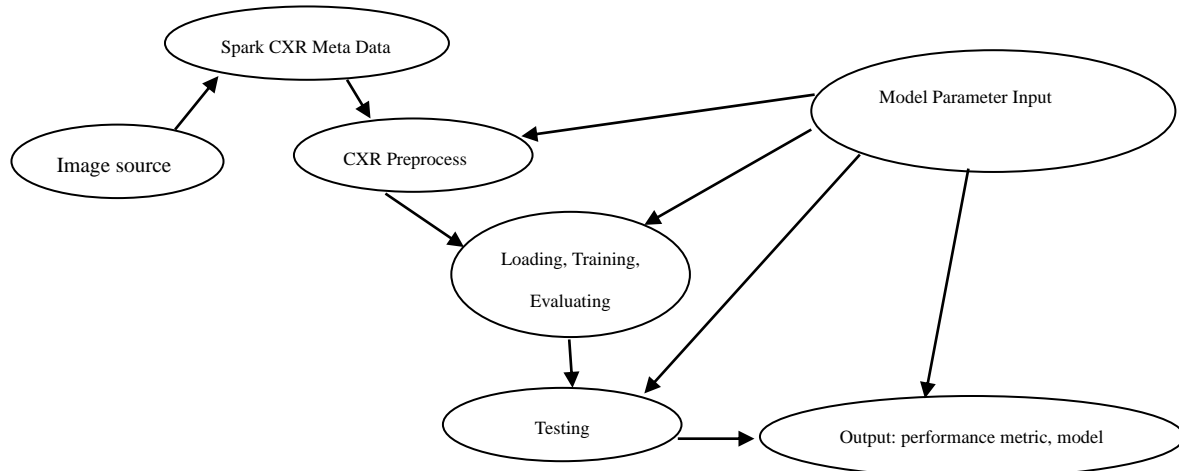 Spark CXR Meta Data
Model Parameter Input
Image source
CXR Preprocess
Loading, Training,
Evaluating
Testing
Output: performance metric, model